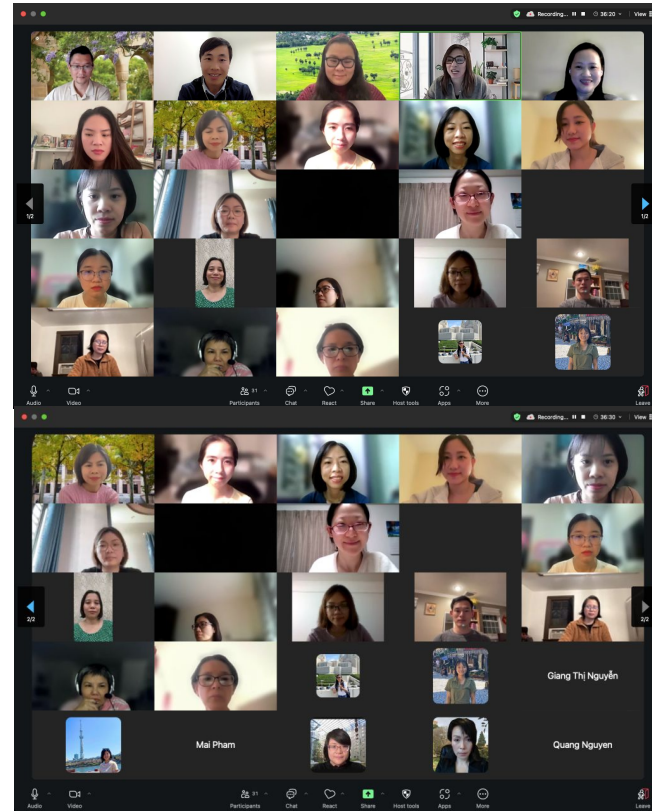 Recording... 36:20 View
1/2
1/2
Audio Video Participants 31 Chat React Share Host tools Apps More Leave
Recording... 36:30 View
2/2
2/2
Giang Thị Nguyễn
Mai Pham
Quang Nguyen
Audio Video Participants 31 Chat React Share Host tools Apps More Leave